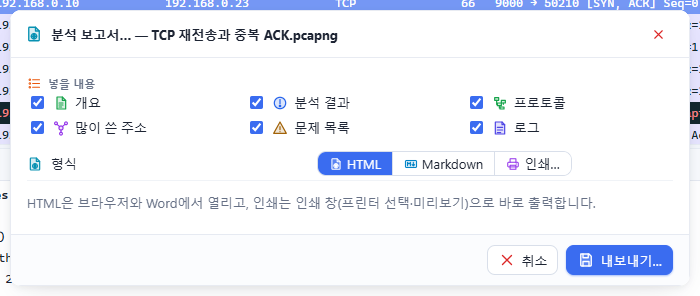 192.168.0.10 192.168.0.23 TCP 66 9000 → 50210 [SYN, ACK] Seq=0
분석 보고서... — TCP 재전송과 중복 ACK.pcapng
넣을 내용
개요 분석 결과 프로토콜
많이 쓴 주소 문제 목록 로그
형식 HTML Markdown 인쇄...
HTML은 브라우저와 Word에서 열리고, 인쇄는 인쇄 창(프린터 선택·미리보기)으로 바로 출력합니다.
취소 내보내기...